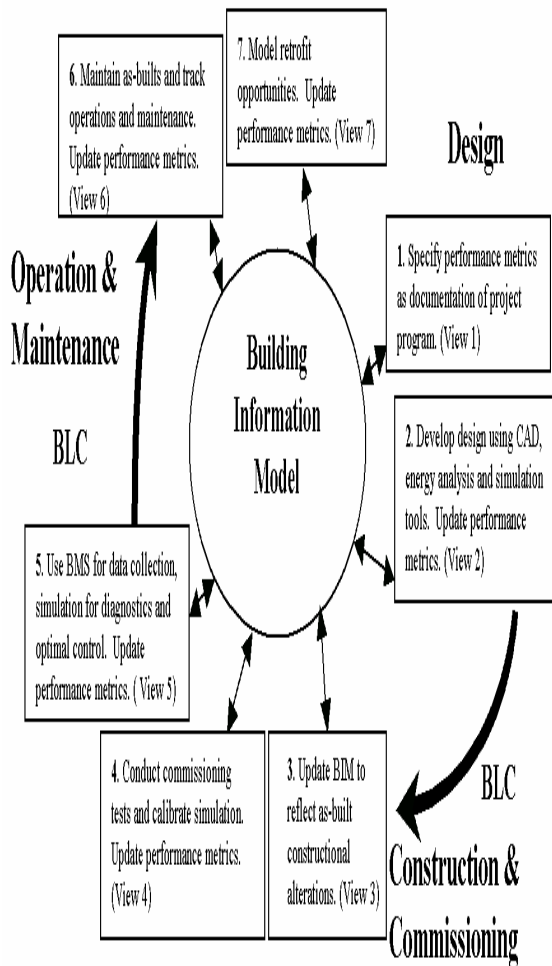 6. Maintain as-builts and track
operations and maintenance.
Update performance metrics.
(View 6)
7. Model retrofit
opportunities. Update
performance metrics. (View 7)
Design
1. Specify performance metrics
as documentation of project
program. (View 1)
Operation &
Maintenance
BLC
Building
Information
Model
2. Develop design using CAD,
energy analysis and simulation
tools. Update performance
metrics. (View 2)
5. Use BMS for data collection,
simulation for diagnostics and
optimal control. Update
performance metrics. ( View 5)
4. Conduct commissioning
tests and calibrate simulation.
Update performance metrics.
(View 4)
3. Update BIM to
reflect as-built
constructional
alterations. (View 3)
BLC
Construction &
Commissioning